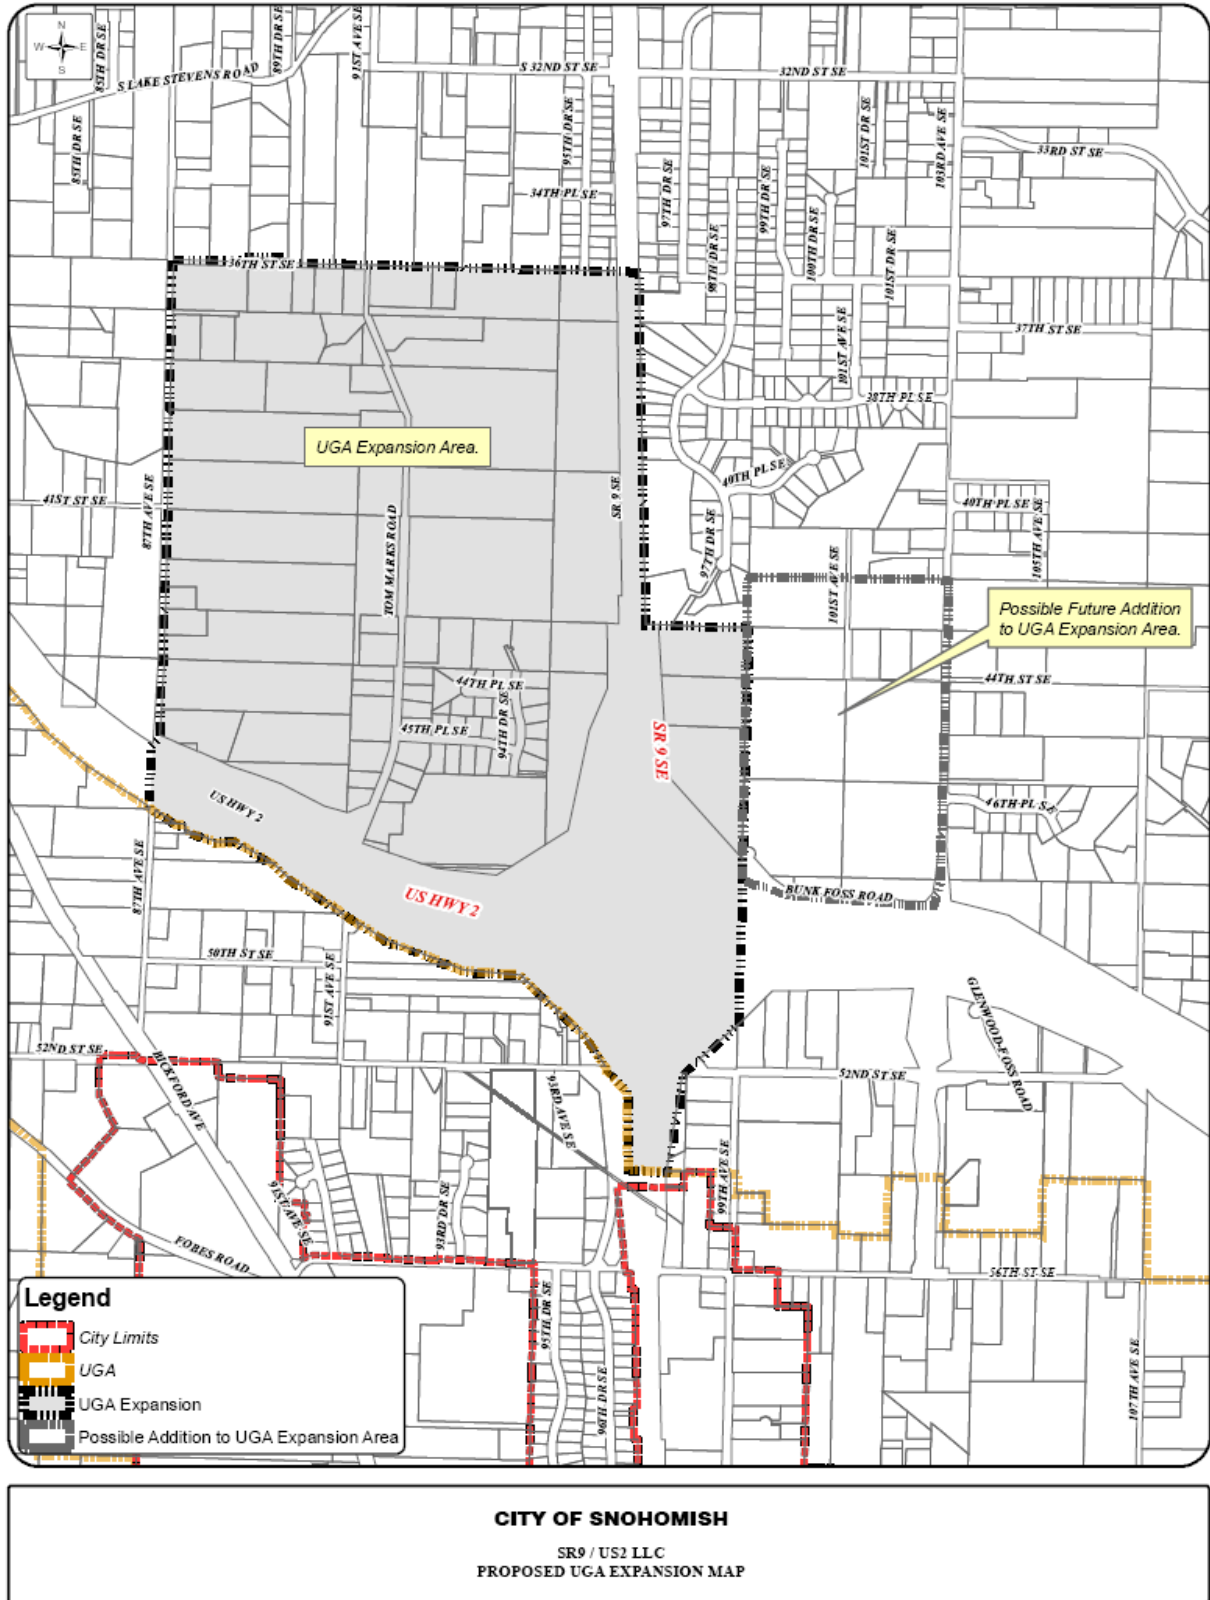 N
W E
S
85TH DR SE
89TH DR SE
91ST AVE SE
S LAKE STEVENS ROAD
S 32ND ST SE
32ND ST SE
85TH DR SE
95TH DR SE
101ST DR SE
103RD AVE SE
33RD ST SE
34TH PL SE
97TH DR SE
99TH DR SE
100TH DR SE
98TH DR SE
101ST DR SE
36TH ST SE
37TH ST SE
101ST AVE SE
38TH PL SE
UGA Expansion Area.
40TH PL SE
41ST ST SE
87TH AVE SE
SR 9 SE
40TH PL SE
105TH AVE SE
TOM MARKS ROAD
97TH DR SE
101ST AVE SE
Possible Future Addition
to UGA Expansion Area.
44TH PL SE
44TH ST SE
94TH DR SE
45TH PL SE
SR 9 SE
US HWY 2
46TH PL SE
87TH AVE SE
US HWY 2
BUNK FOSS ROAD
50TH ST SE
91ST AVE SE
GLENWOOD-FOSS ROAD
52ND ST SE
BICKFORD AVE
93RD AVE SE
52ND ST SE
99TH AVE SE
91ST AVE SE
93RD DR SE
FOBES ROAD
56TH ST SE
95TH DR SE
96TH DR SE
107TH AVE SE
Legend
City Limits
UGA
UGA Expansion
Possible Addition to UGA Expansion Area
CITY OF SNOHOMISH
SR9 / US2 LLC
PROPOSED UGA EXPANSION MAP